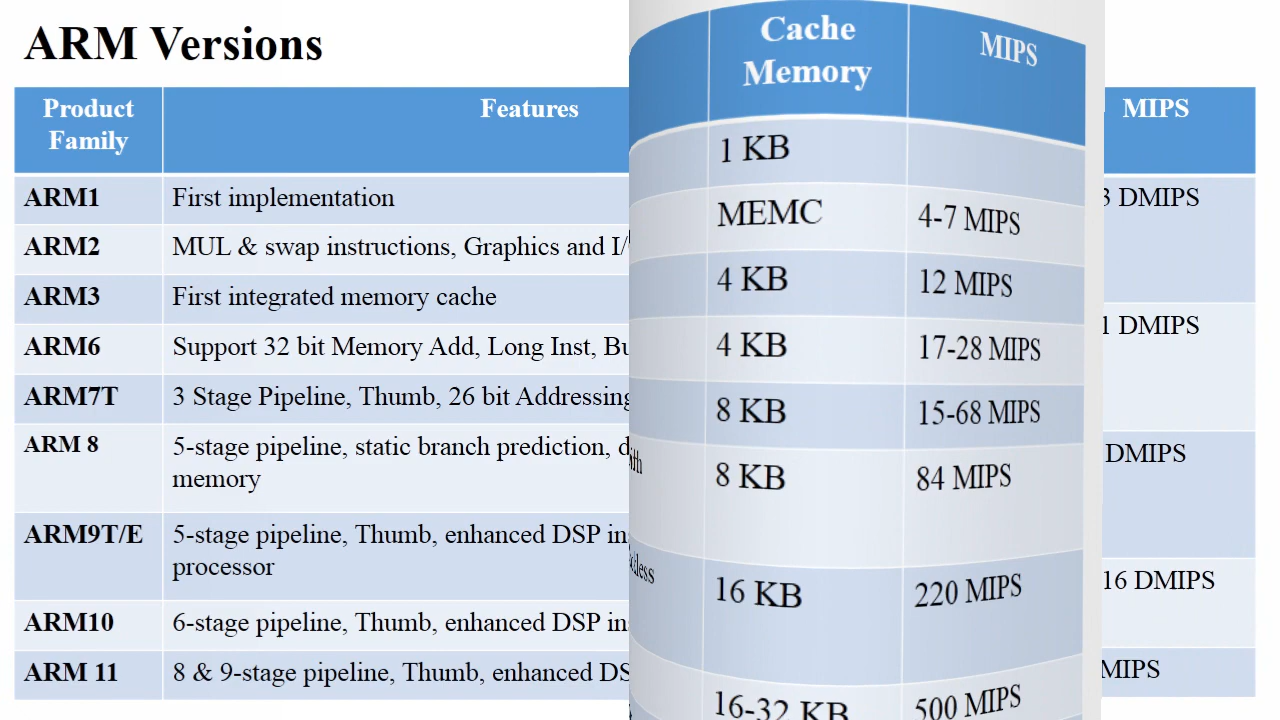 ARM Versions
Product Family
Features
Cache Memory
MIPS
MIPS
ARM1
First implementation
1 KB
DMIPS
ARM2
MUL & swap instructions, Graphics and
MEMC
4-7 MIPS
ARM3
First integrated memory cache
4 KB
12 MIPS
ARM6
Support 32 bit Memory Add, Long Inst,
4 KB
17-28 MIPS
DMIPS
ARM7T
3 Stage Pipeline, Thumb, 26 bit Addressing
8 KB
15-68 MIPS
ARM 8
5-stage pipeline, static branch prediction,
memory
8 KB
84 MIPS
DMIPS
ARM9T/E
5-stage pipeline, Thumb, enhanced DSP
processor
16 KB
220 MIPS
16 DMIPS
ARM10
6-stage pipeline, Thumb, enhanced DSP
16-32 KB
500 MIPS
ARM 11
8 & 9-stage pipeline, Thumb, enhanced
MIPS